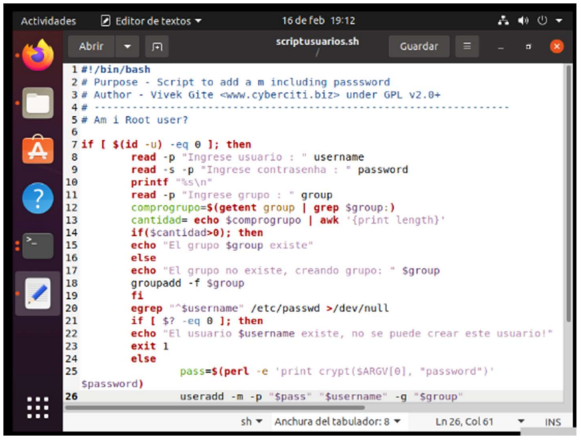 Actividades Editor de textos 16 de feb 19:12
Abrir scriptusuarios.sh Guardar
/
1 #!/bin/bash
2 # Purpose - Script to add a m including passsword
3 # Author - Vivek Gite <www.cyberciti.biz> under GPL v2.0+
4 # ------------------------------------------------------------------
5 # Am i Root user?
6
7 if [ $(id -u) -eq 0 ]; then
8 read -p "Ingrese usuario : " username
9 read -s -p "Ingrese contrasenha : " password
10 printf "%s\n"
11 read -p "Ingrese grupo : " group
12 comprogrupo=$(getent group | grep $group:)
13 cantidad= echo $comprogrupo | awk '{print length}'
14 if($cantidad>0); then
15 echo "El grupo $group existe"
16 else
17 echo "El grupo no existe, creando grupo: " $group
18 groupadd -f $group
19 fi
20 egrep "^$username" /etc/passwd >/dev/null
21 if [ $? -eq 0 ]; then
22 echo "El usuario $username existe, no se puede crear este usuario!"
23 exit 1
24 else
25 pass=$(perl -e 'print crypt($ARGV[0], "password")'
$password)
26 useradd -m -p "$pass" "$username" -g "$group"
sh Anchura del tabulador: 8 Ln 26, Col 61 INS